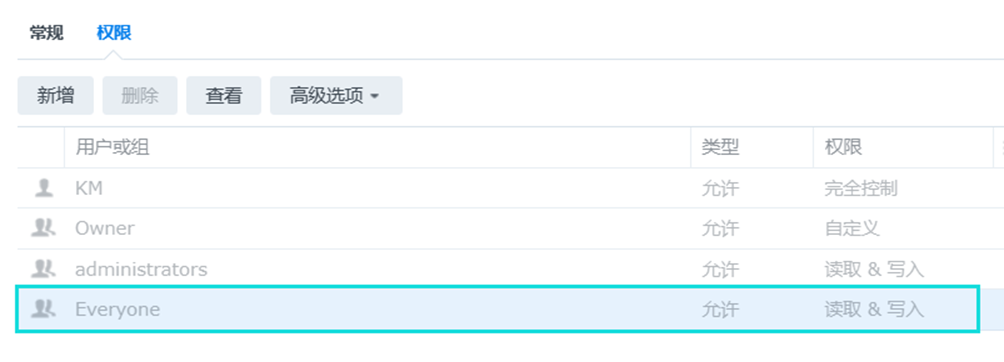 常规 权限
新增 删除 查看 高级选项
用户或组 类型 权限
KM 允许 完全控制
Owner 允许 自定义
administrators 允许 读取 & 写入
Everyone 允许 读取 & 写入